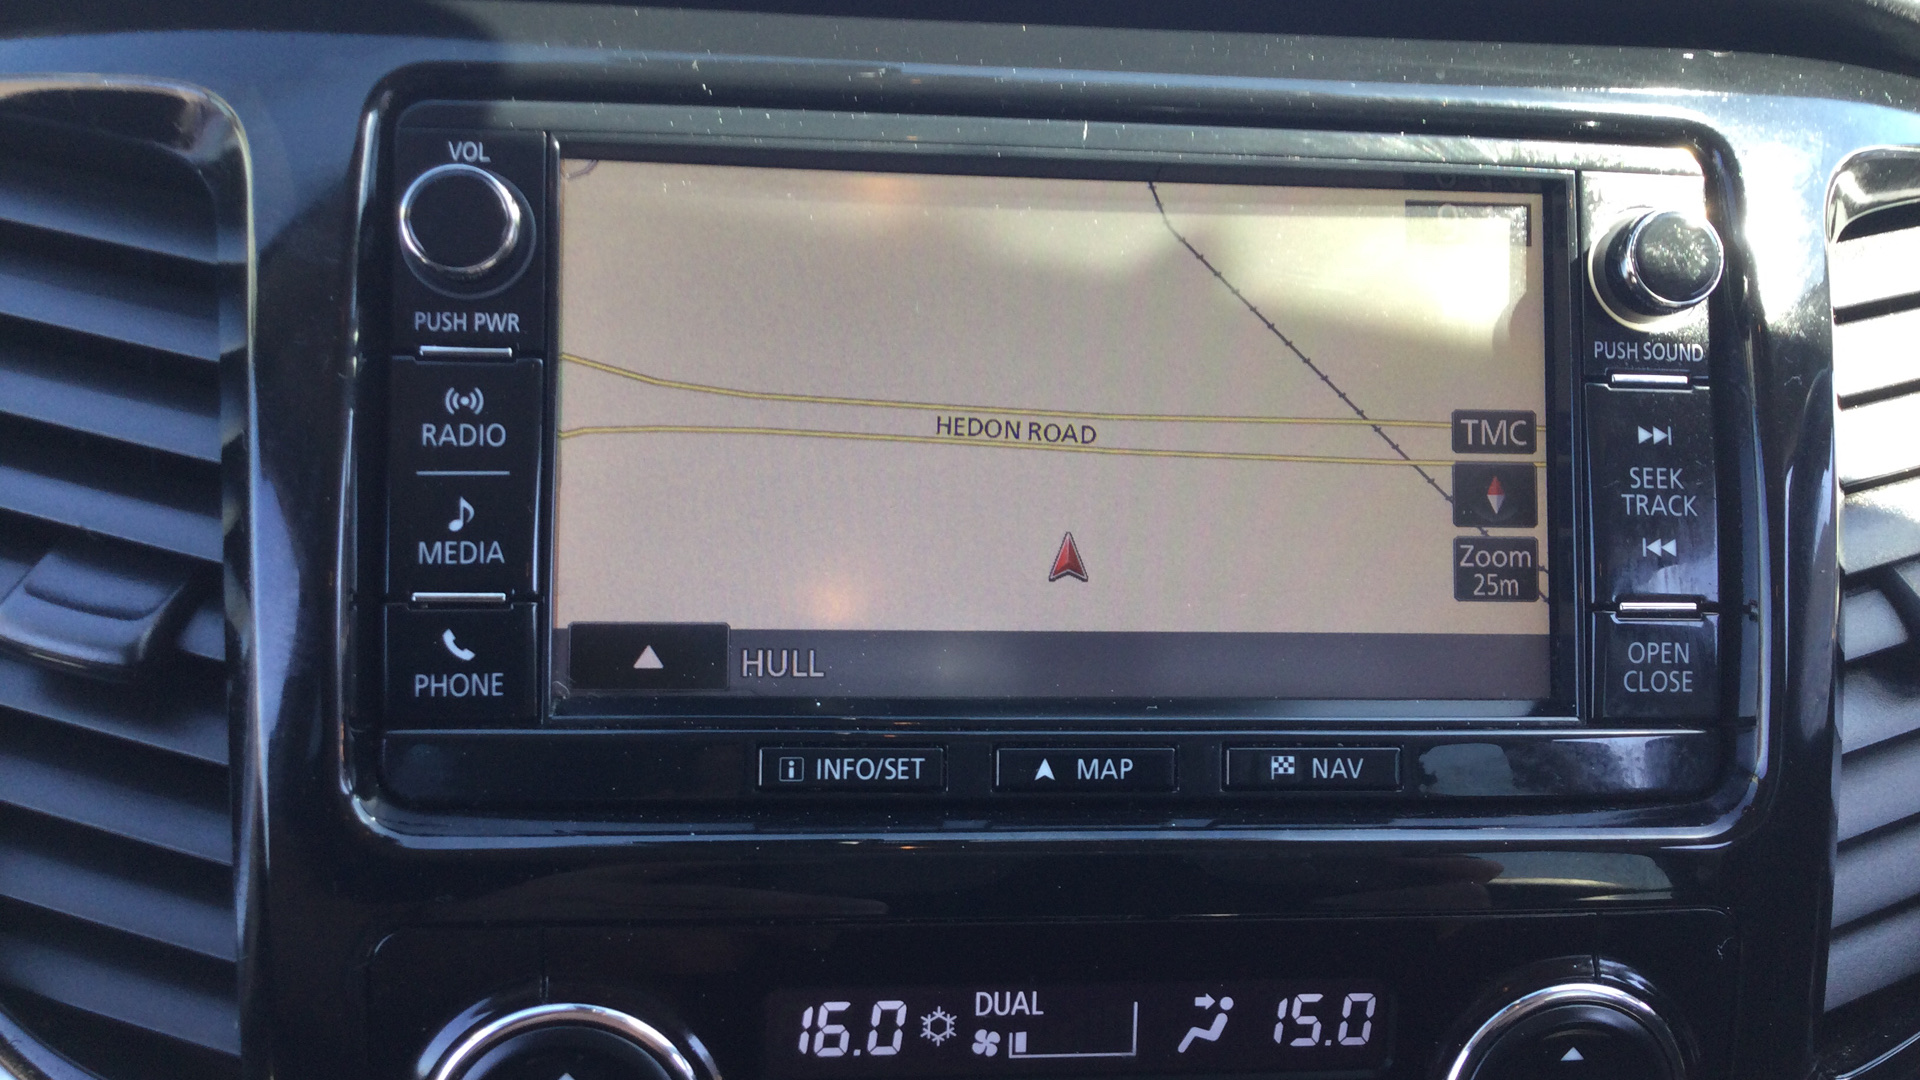 VOL
PUSH PWR
RADIO
MEDIA
PHONE
HEDON ROAD
TMC
Zoom
25m
HULL
PUSH SOUND
SEEK
TRACK
OPEN
CLOSE
INFO/SET
MAP
NAV
16.0
DUAL
15.0